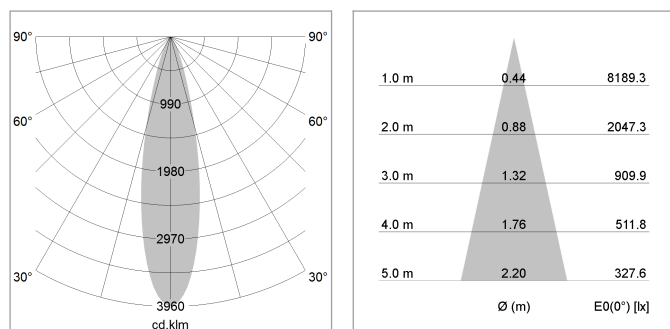 90° 90°
990
60° 60°
1980
2970
30° 30°
3960
cd.klm
1.0 m 0.44 8189.3
2.0 m 0.88 2047.3
3.0 m 1.32 909.9
4.0 m 1.76 511.8
5.0 m 2.20 327.6
Ø (m) E0(0°) [lx]